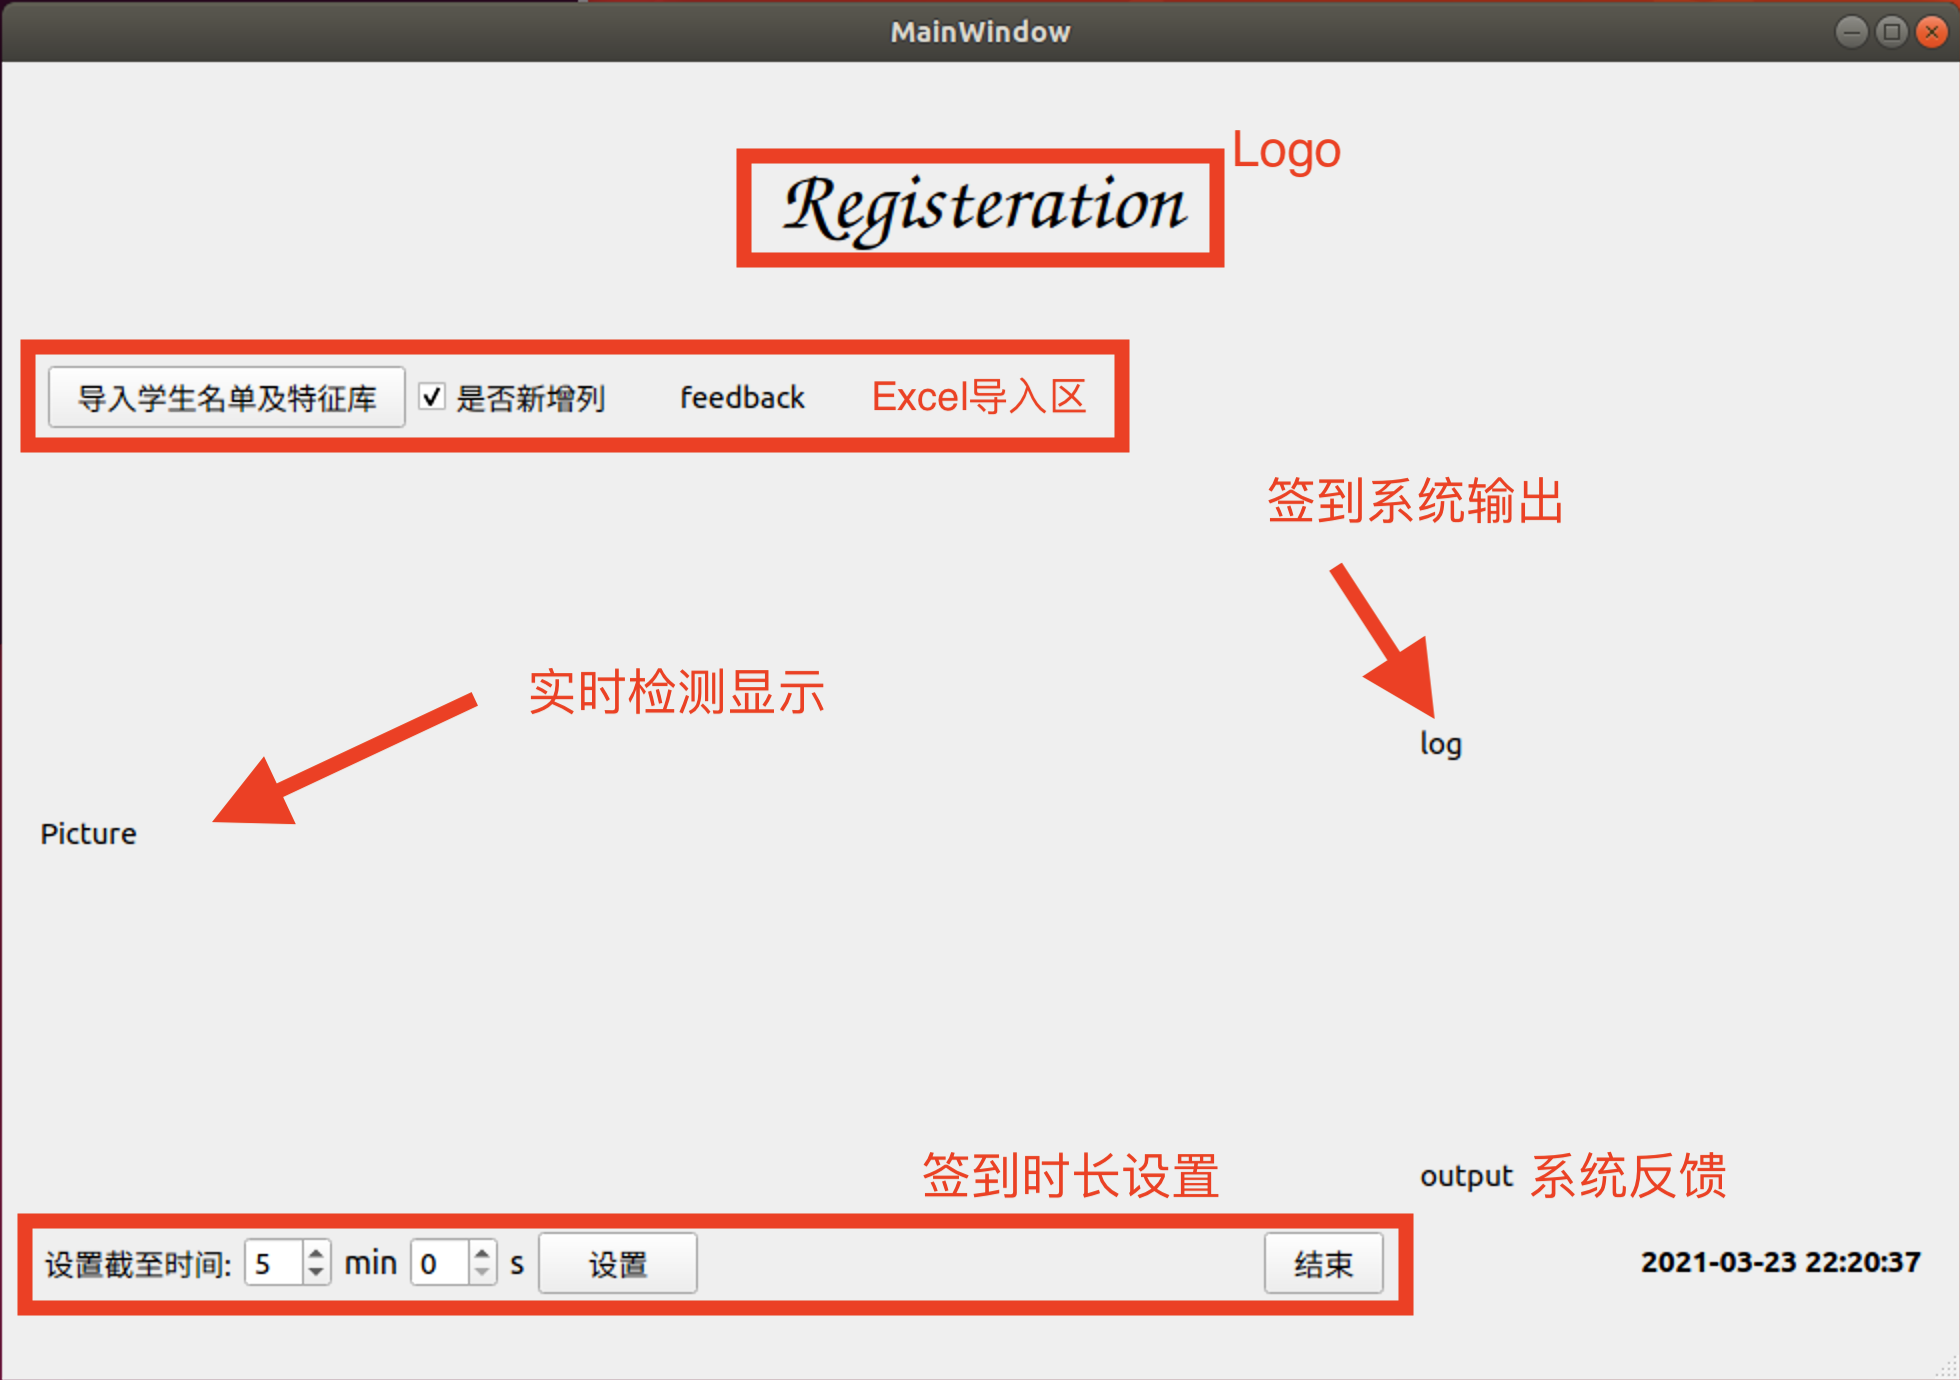 MainWindow
Logo
Registeration
导入学生名单及特征库 是否新增列 feedback Excel导入区
签到系统输出
实时检测显示
log
Picture
签到时长设置
output 系统反馈
设置截至时间: 5 min 0 s 设置 结束 2021-03-23 22:20:37